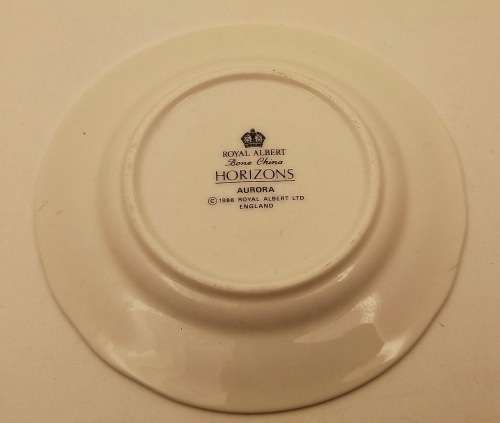 ROYAL ALBERT
Bone China
HORIZONS
AURORA
© 1986 ROYAL ALBERT LTD
ENGLAND